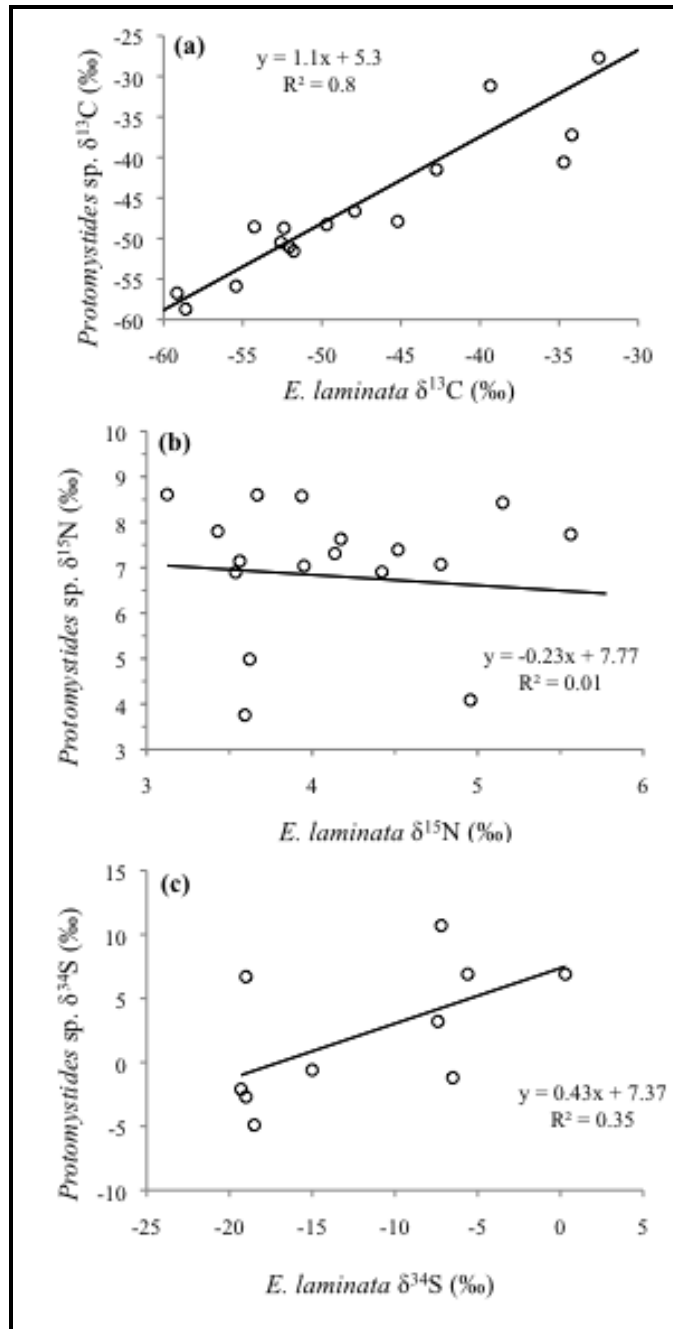 (a)
y = 1.1x + 5.3
R² = 0.8
Protomystides sp. δ¹³C (‰)
-25
-30
-35
-40
-45
-50
-55
-60
-60 -55 -50 -45 -39 -35 -30
E. laminata δ¹³C (‰)
(b)
Protomystides sp. δ¹⁵N (‰)
10
9
8
7
6
5
4
3
y = -0.23x + 7.77
R² = 0.01
3 4 5 6
E. laminata δ¹⁵N (‰)
(c)
Protomystides sp. δ³⁴S (‰)
15
10
5
0
-5
-10
y = 0.43x + 7.37
R² = 0.35
-25 -20 -15 -10 -5 0 5
E. laminata δ³⁴S (‰)